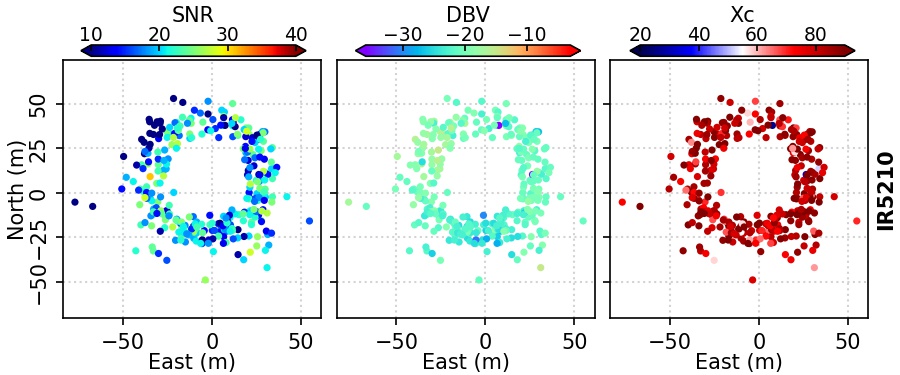 SNR DBV Xc
10 20 30 40 −30 −20 −10 20 40 60 80
50
25
0
−25
−50
North (m)
IR5210
−50 0 50 −50 0 50 −50 0 50
East (m) East (m) East (m)